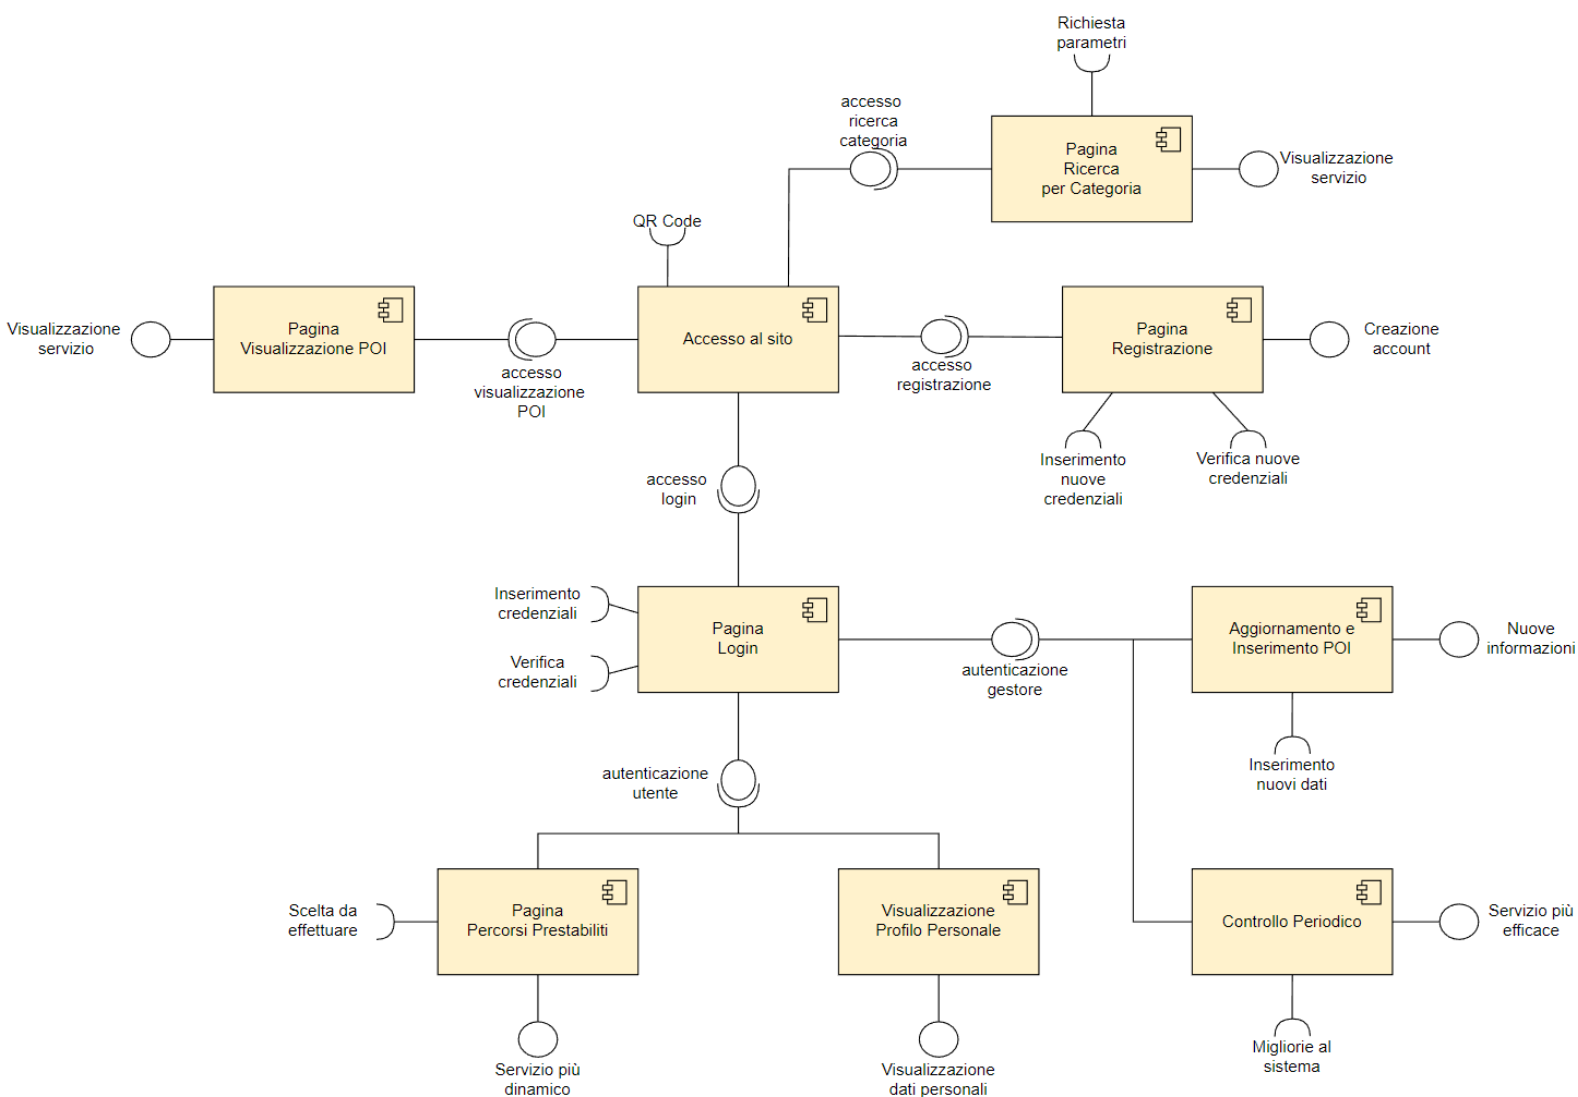 Richiesta
parametri
accesso
ricerca
categoria
Pagina
Ricerca
per Categoria
Visualizzazione
servizio
QR Code
Visualizzazione
servizio
Pagina
Visualizzazione POI
accesso
visualizzazione
POI
Accesso al sito
accesso
registrazione
Pagina
Registrazione
Creazione
account
Inserimento
nuove
credenziali
Verifica nuove
credenziali
accesso
login
Inserimento
credenziali
Verifica
credenziali
Pagina
Login
autenticazione
gestore
Aggiornamento e
Inserimento POI
Nuove
informazioni
Inserimento
nuovi dati
autenticazione
utente
Scelta da
effettuare
Pagina
Percorsi Prestabiliti
Visualizzazione
Profilo Personale
Controllo Periodico
Servizio più
efficace
Servizio più
dinamico
Visualizzazione
dati personali
Migliorie al
sistema